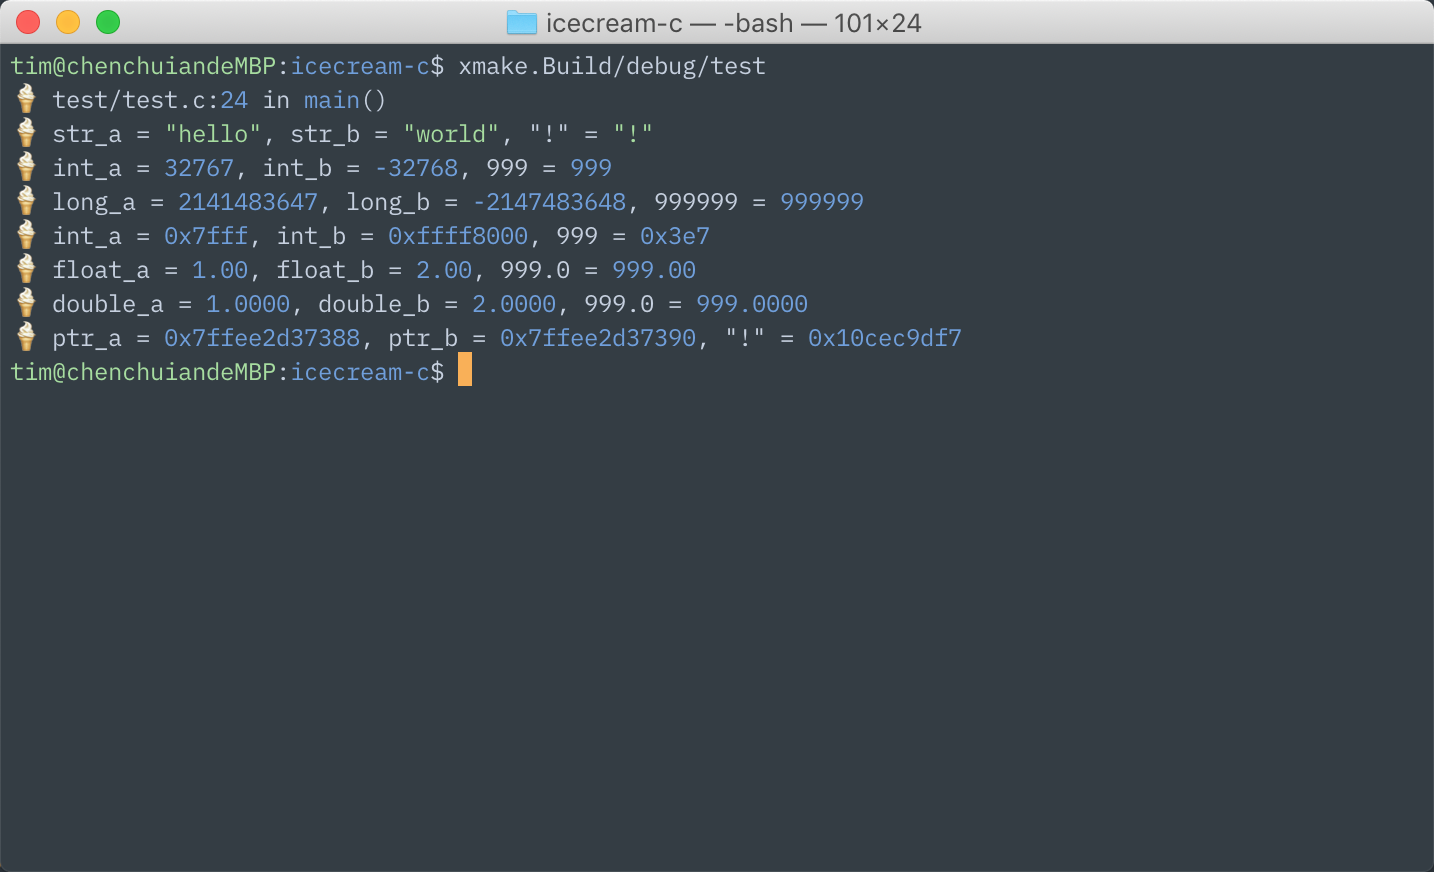 icecream-c — -bash — 101×24
tim@chenchuiandeMBP:icecream-c$ xmake.Build/debug/test
🍦 test/test.c:24 in main()
🍦 str_a = "hello", str_b = "world", "!" = "!"
🍦 int_a = 32767, int_b = -32768, 999 = 999
🍦 long_a = 2141483647, long_b = -2147483648, 999999 = 999999
🍦 int_a = 0x7fff, int_b = 0xffff8000, 999 = 0x3e7
🍦 float_a = 1.00, float_b = 2.00, 999.0 = 999.00
🍦 double_a = 1.0000, double_b = 2.0000, 999.0 = 999.0000
🍦 ptr_a = 0x7ffee2d37388, ptr_b = 0x7ffee2d37390, "!" = 0x10cec9df7
tim@chenchuiandeMBP:icecream-c$